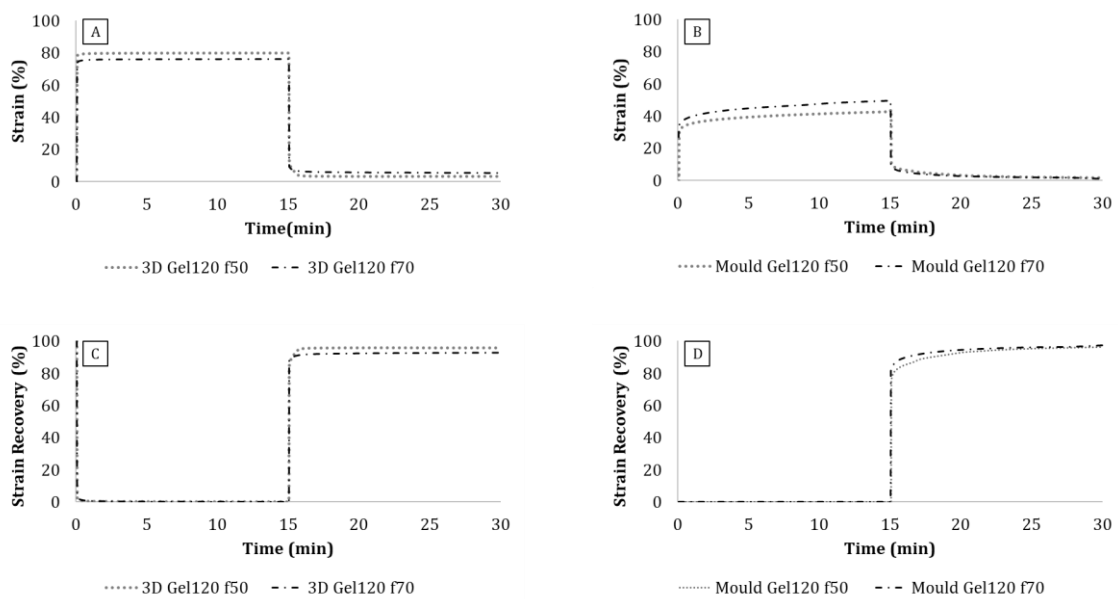 A
100
80
60
40
20
0
Strain (%)
0 5 10 15 20 25 30
Time(min)
3D Gel120 f50 3D Gel120 f70
B
100
80
60
40
20
0
Strain (%)
0 5 10 15 20 25 30
Time (min)
Mould Gel120 f50 Mould Gel120 f70
C
100
80
60
40
20
0
Strain Recovery (%)
0 5 10 15 20 25 30
Time (min)
3D Gel120 f50 3D Gel120 f70
D
100
80
60
40
20
0
Strain Recovery (%)
0 5 10 15 20 25 30
Time (min)
Mould Gel120 f50 Mould Gel120 f70